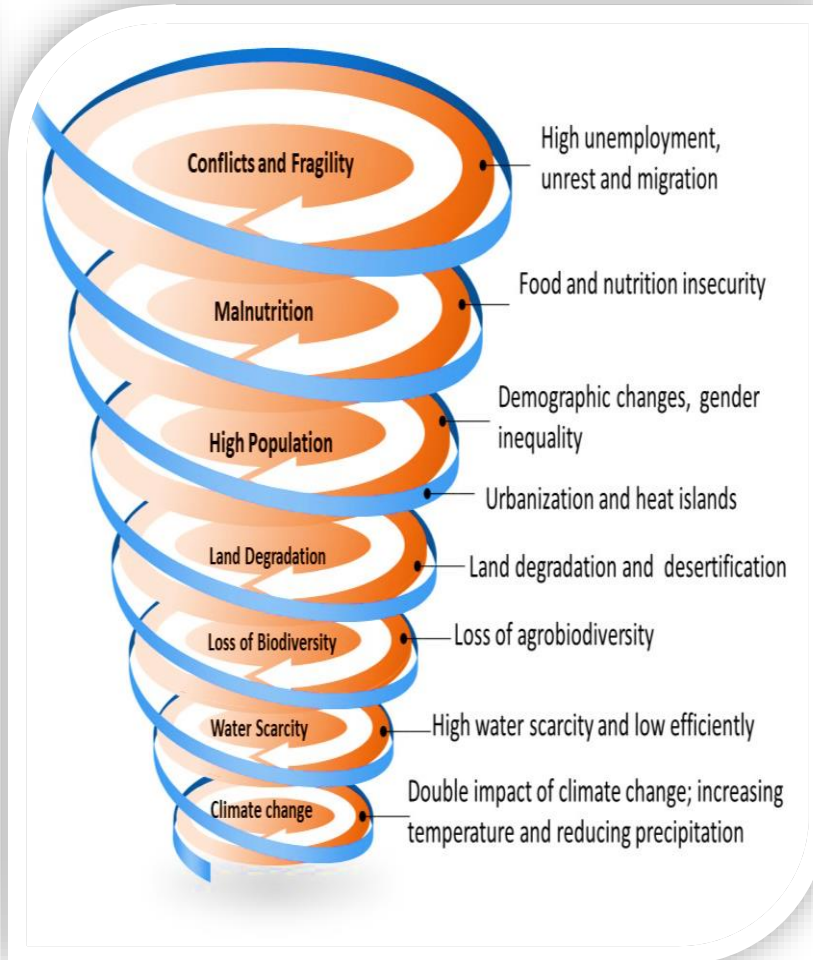 Conflicts and Fragility
High unemployment,
unrest and migration
Malnutrition
Food and nutrition insecurity
High Population
Demographic changes, gender
inequality
Urbanization and heat islands
Land Degradation
Land degradation and desertification
Loss of Biodiversity
Loss of agrobiodiversity
Water Scarcity
High water scarcity and low efficiently
Climate change
Double impact of climate change; increasing
temperature and reducing precipitation